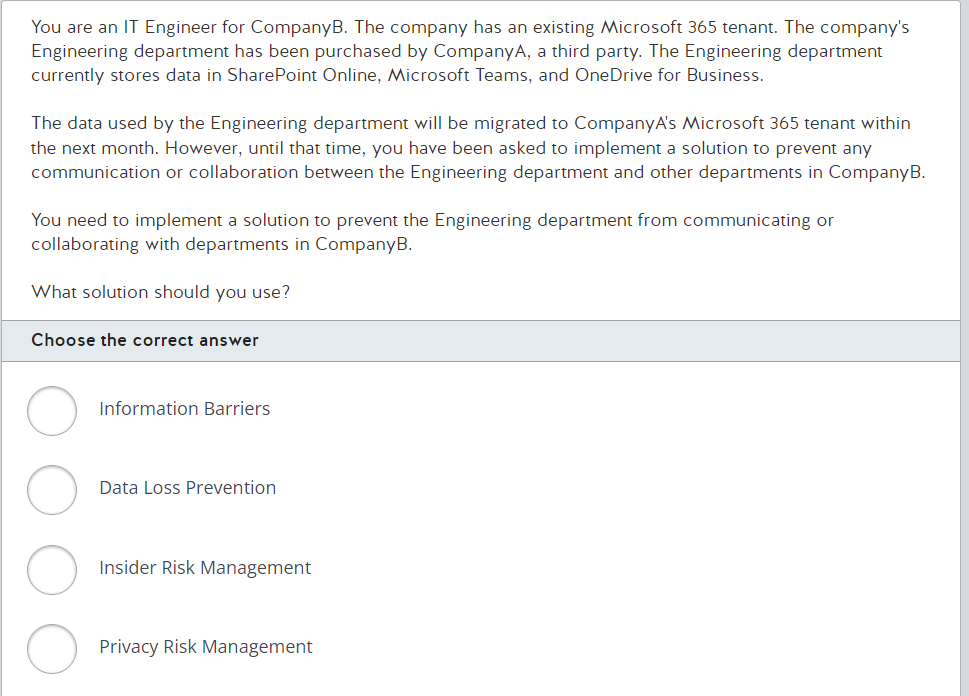 You are an IT Engineer for CompanyB. The company has an existing Microsoft 365 tenant. The company's
Engineering department has been purchased by CompanyA, a third party. The Engineering department
currently stores data in SharePoint Online, Microsoft Teams, and OneDrive for Business.
The data used by the Engineering department will be migrated to CompanyA's Microsoft 365 tenant within
the next month. However, until that time, you have been asked to implement a solution to prevent any
communication or collaboration between the Engineering department and other departments in CompanyB.
You need to implement a solution to prevent the Engineering department from communicating or
collaborating with departments in CompanyB.
What solution should you use?
Choose the correct answer
Information Barriers
Data Loss Prevention
Insider Risk Management
Privacy Risk Management